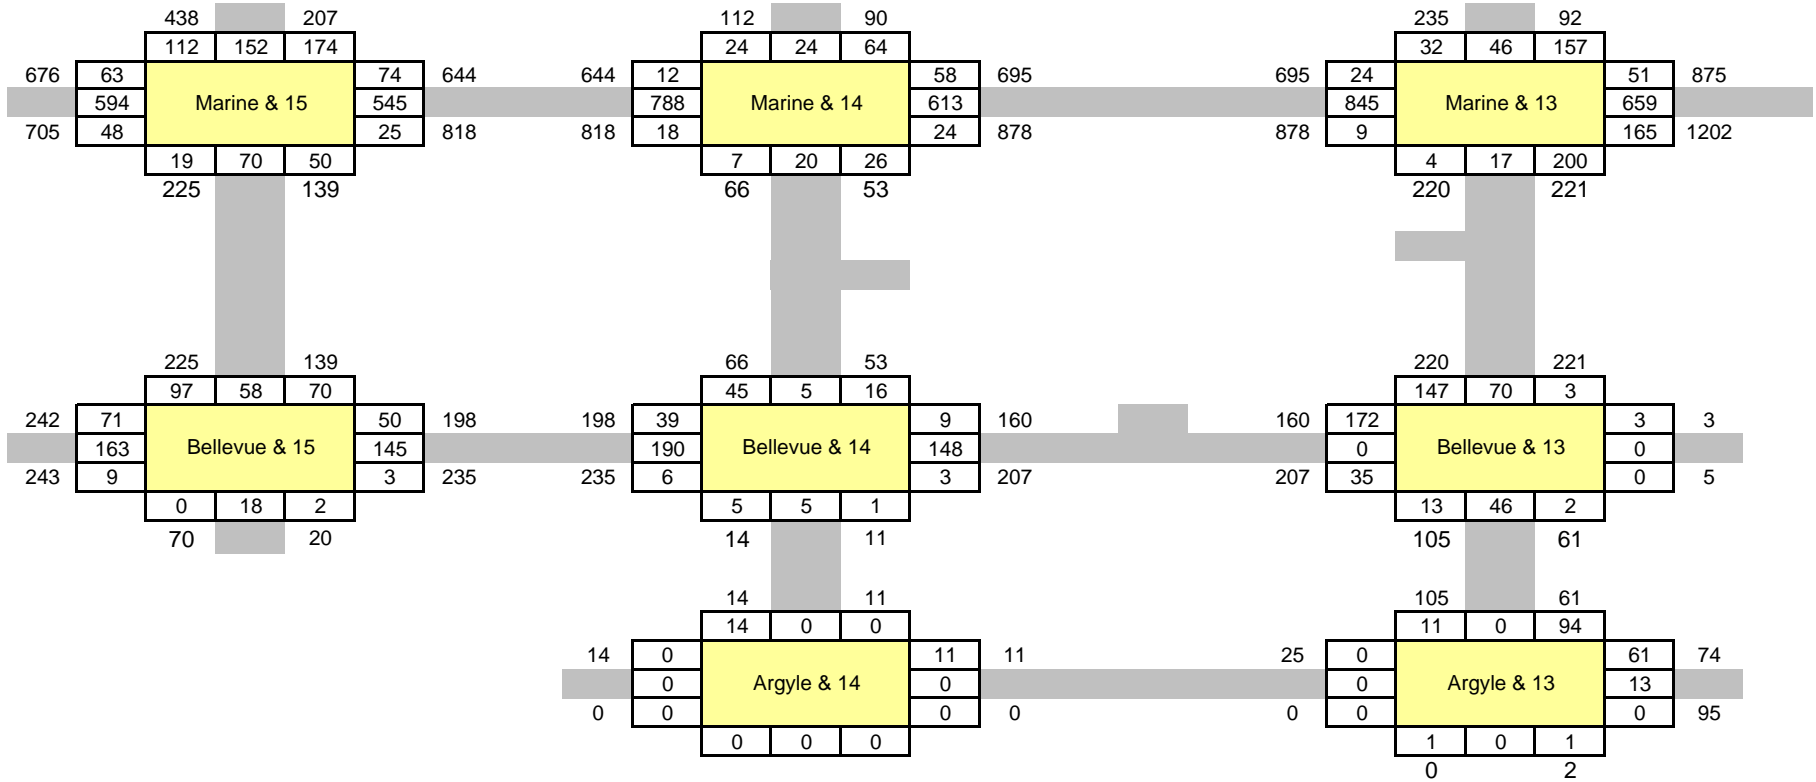 438 207 112 90 235 92
112 152 174 24 24 64 32 46 157
676 63 74 644 644 12 58 695 695 24 51 875
594 Marine & 15 545 788 Marine & 14 613 845 Marine & 13 659
705 48 25 818 818 18 24 878 878 9 165 1202
19 70 50 7 20 26 4 17 200
225 139 66 53 220 221
225 139 66 53 220 221
97 58 70 45 5 16 147 70 3
242 71 50 198 198 39 9 160 160 172 3 3
163 Bellevue & 15 145 190 Bellevue & 14 148 0 Bellevue & 13 0
243 9 3 235 235 6 3 207 207 35 0 5
0 18 2 5 5 1 13 46 2
70 20 14 11 105 61
14 11 105 61
14 0 0 11 0 94
14 0 11 11 25 0 61 74
0 Argyle & 14 0 0 Argyle & 13 13
0 0 0 0 0 0 0 95
0 0 0 1 0 1
0 2